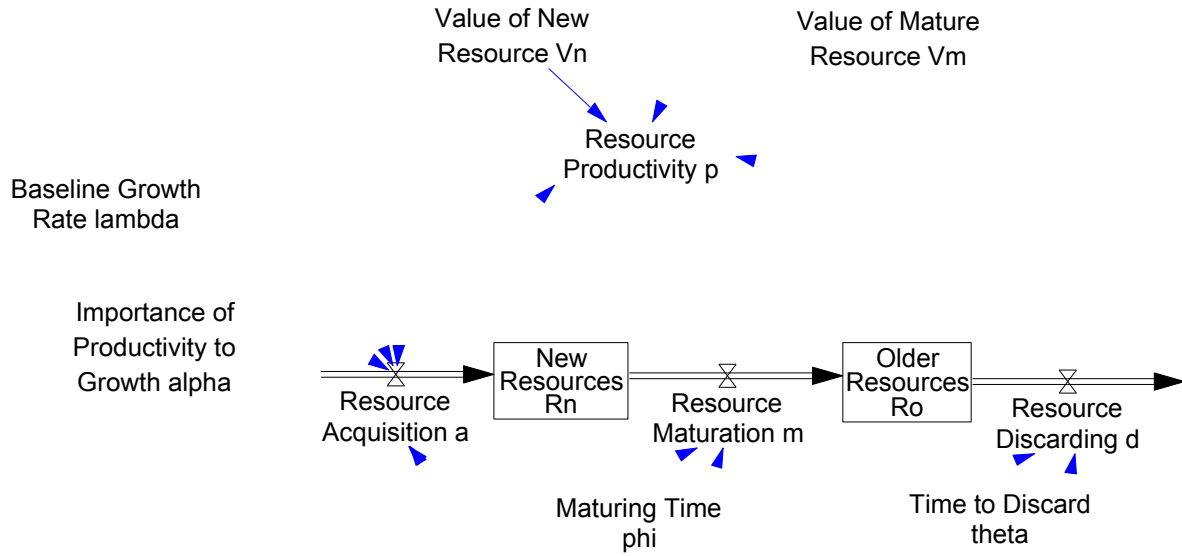 Value of New
Resource Vn
Value of Mature
Resource Vm
Resource
Productivity p
Baseline Growth
Rate lambda
Importance of
Productivity to
Growth alpha
New
Resources
Rn
Older
Resources
Ro
Resource
Acquisition a
Resource
Maturation m
Resource
Discarding d
Maturing Time
phi
Time to Discard
theta